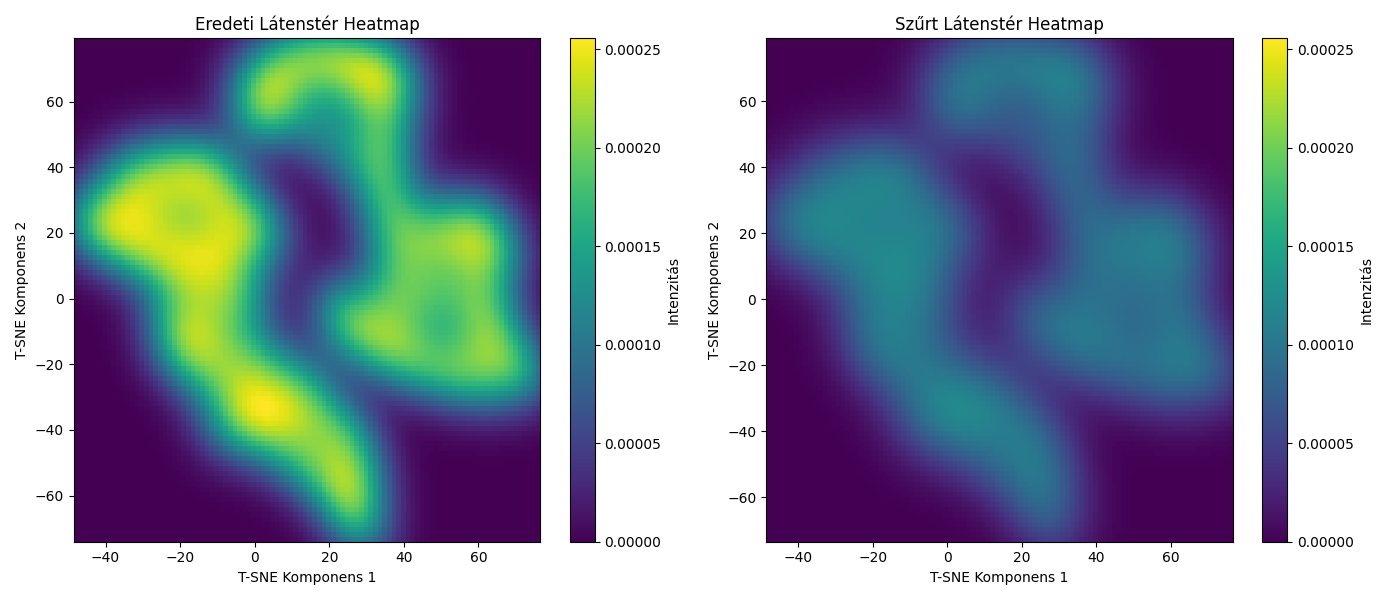 Eredeti Látenstér Heatmap
T-SNE Komponens 2
60
40
20
0
−20
−40
−60
−40 −20 0 20 40 60
T-SNE Komponens 1
0.00025
0.00020
0.00015
0.00010
0.00005
0.00000
Intenzitás
Szűrt Látenstér Heatmap
T-SNE Komponens 2
60
40
20
0
−20
−40
−60
−40 −20 0 20 40 60
T-SNE Komponens 1
0.00025
0.00020
0.00015
0.00010
0.00005
0.00000
Intenzitás